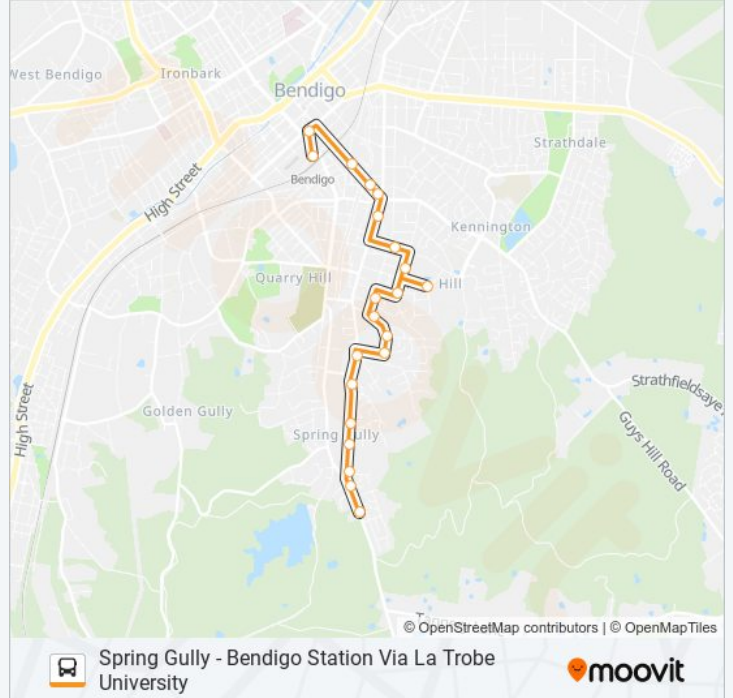 West Bendigo
Ironbark
Bendigo
Strathdale
High Street
Bendigo
Kennington
Quarry Hill
Hill
Strathfieldsaye
High Street
Golden Gully
Guys Hill Road
Spring Gully
© OpenStreetMap contributors | © OpenMapTiles
Spring Gully - Bendigo Station Via La Trobe
University
moovit